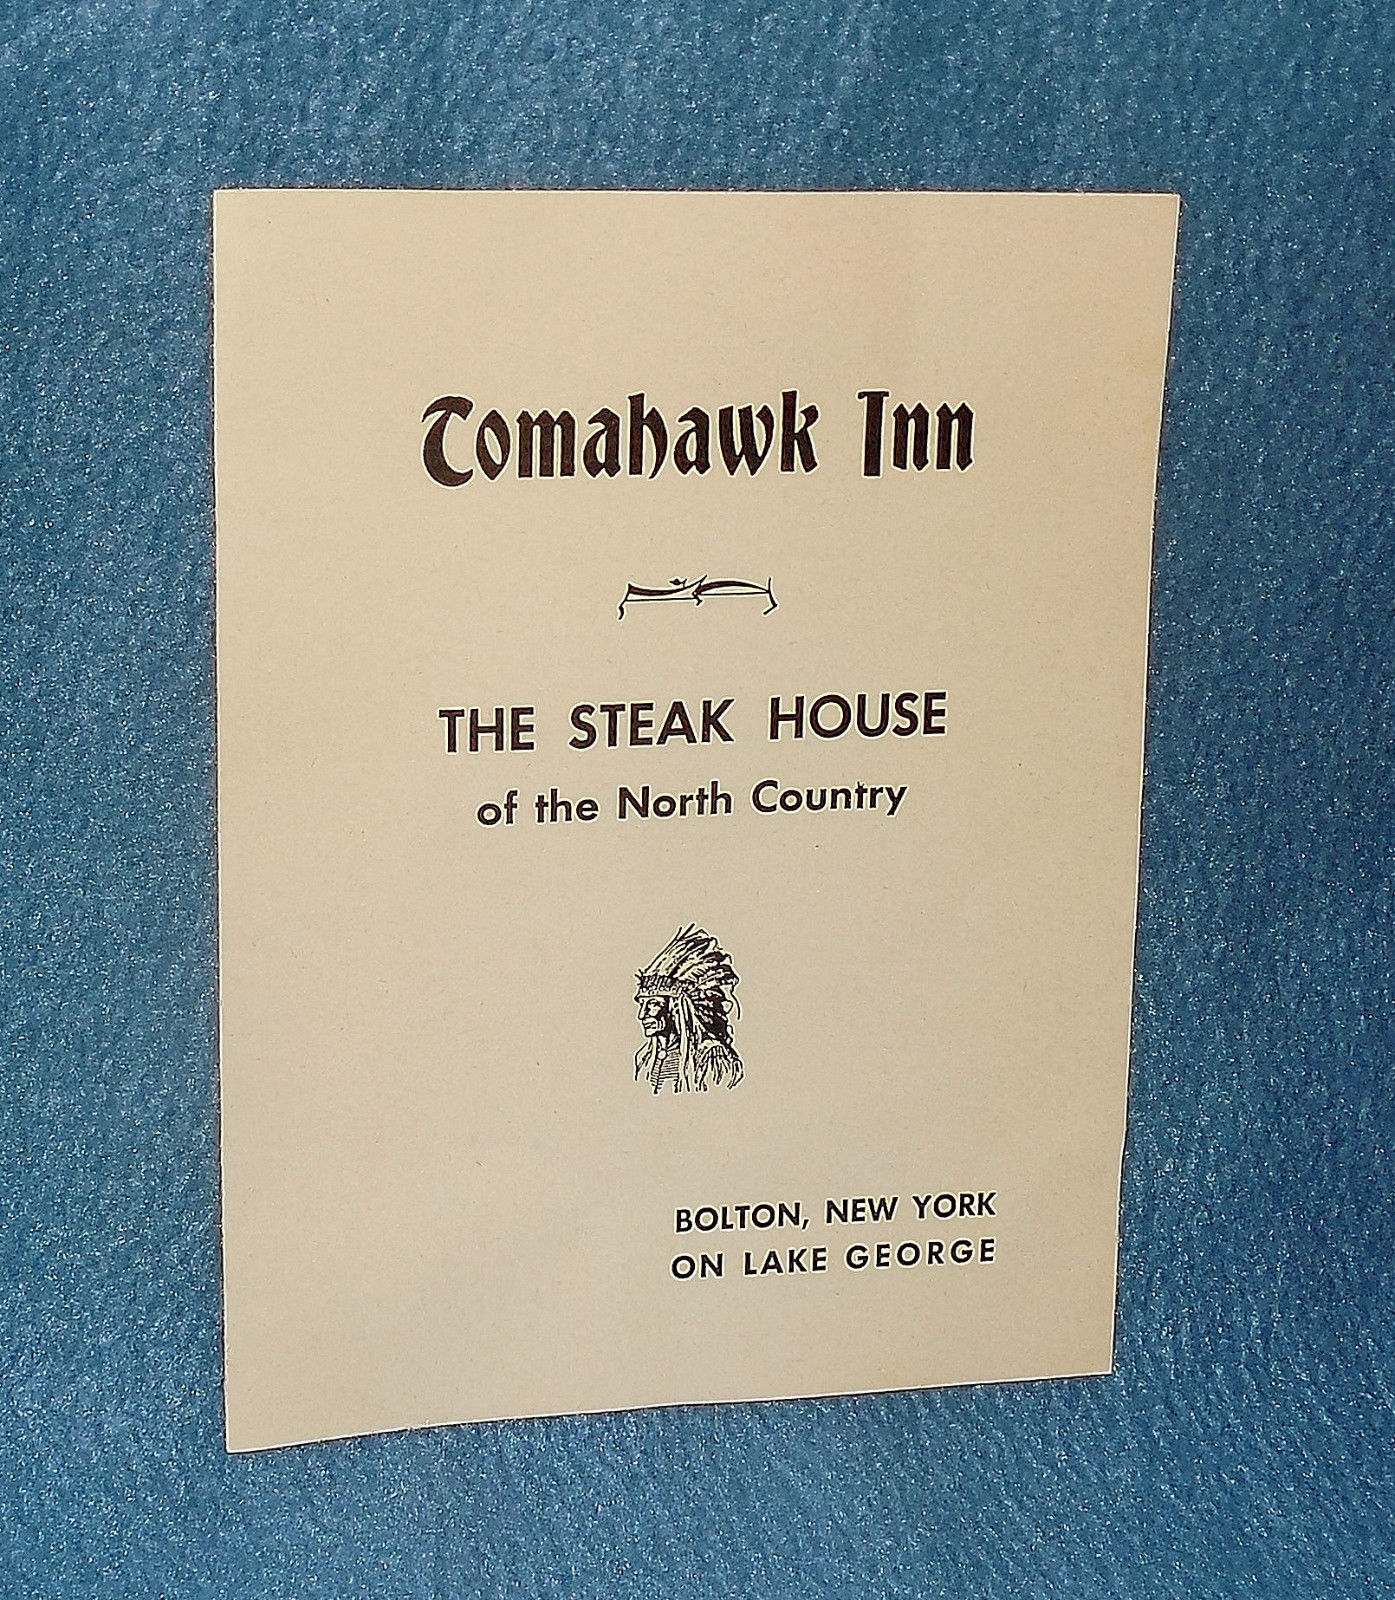 Tomahawk Inn
THE STEAK HOUSE
of the North Country
BOLTON, NEW YORK
ON LAKE GEORGE